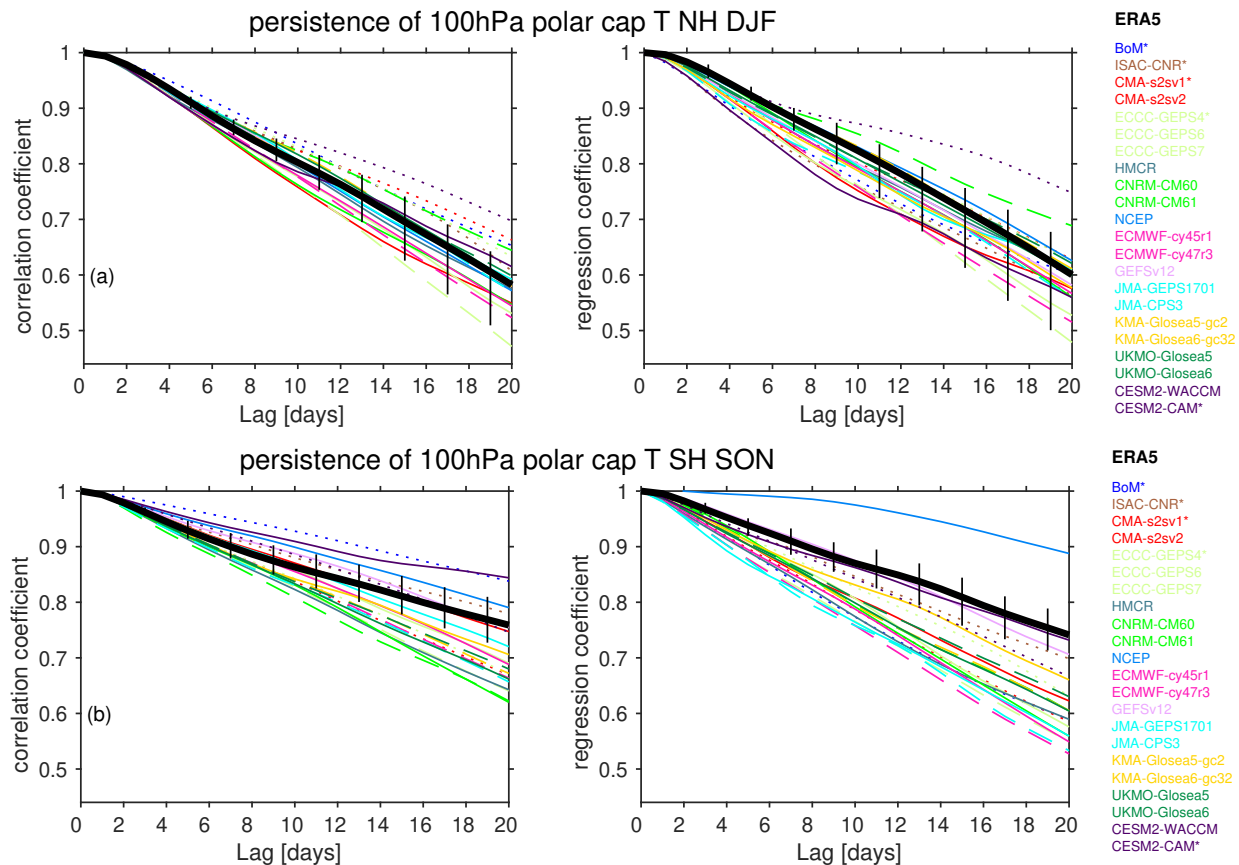 persistence of 100hPa polar cap T NH DJF
correlation coefficient
1
0.9
0.8
0.7
0.6
0.5
(a)
0 2 4 6 8 10 12 14 16 18 20
Lag [days]
regression coefficient
1
0.9
0.8
0.7
0.6
0.5
0 2 4 6 8 10 12 14 16 18 20
Lag [days]
ERA5
BoM*
ISAC-CNR*
CMA-s2sv1*
CMA-s2sv2
ECCC-GEPS4*
ECCC-GEPS6
ECCC-GEPS7
HMCR
CNRM-CM60
CNRM-CM61
NCEP
ECMWF-cy45r1
ECMWF-cy47r3
GEFSv12
JMA-GEPS1701
JMA-CPS3
KMA-Glosea5-gc2
KMA-Glosea6-gc32
UKMO-Glosea5
UKMO-Glosea6
CESM2-WACCM
CESM2-CAM*
persistence of 100hPa polar cap T SH SON
correlation coefficient
1
0.9
0.8
0.7
0.6
0.5
(b)
0 2 4 6 8 10 12 14 16 18 20
Lag [days]
regression coefficient
1
0.9
0.8
0.7
0.6
0.5
0 2 4 6 8 10 12 14 16 18 20
Lag [days]
ERA5
BoM*
ISAC-CNR*
CMA-s2sv1*
CMA-s2sv2
ECCC-GEPS4*
ECCC-GEPS6
ECCC-GEPS7
HMCR
CNRM-CM60
CNRM-CM61
NCEP
ECMWF-cy45r1
ECMWF-cy47r3
GEFSv12
JMA-GEPS1701
JMA-CPS3
KMA-Glosea5-gc2
KMA-Glosea6-gc32
UKMO-Glosea5
UKMO-Glosea6
CESM2-WACCM
CESM2-CAM*